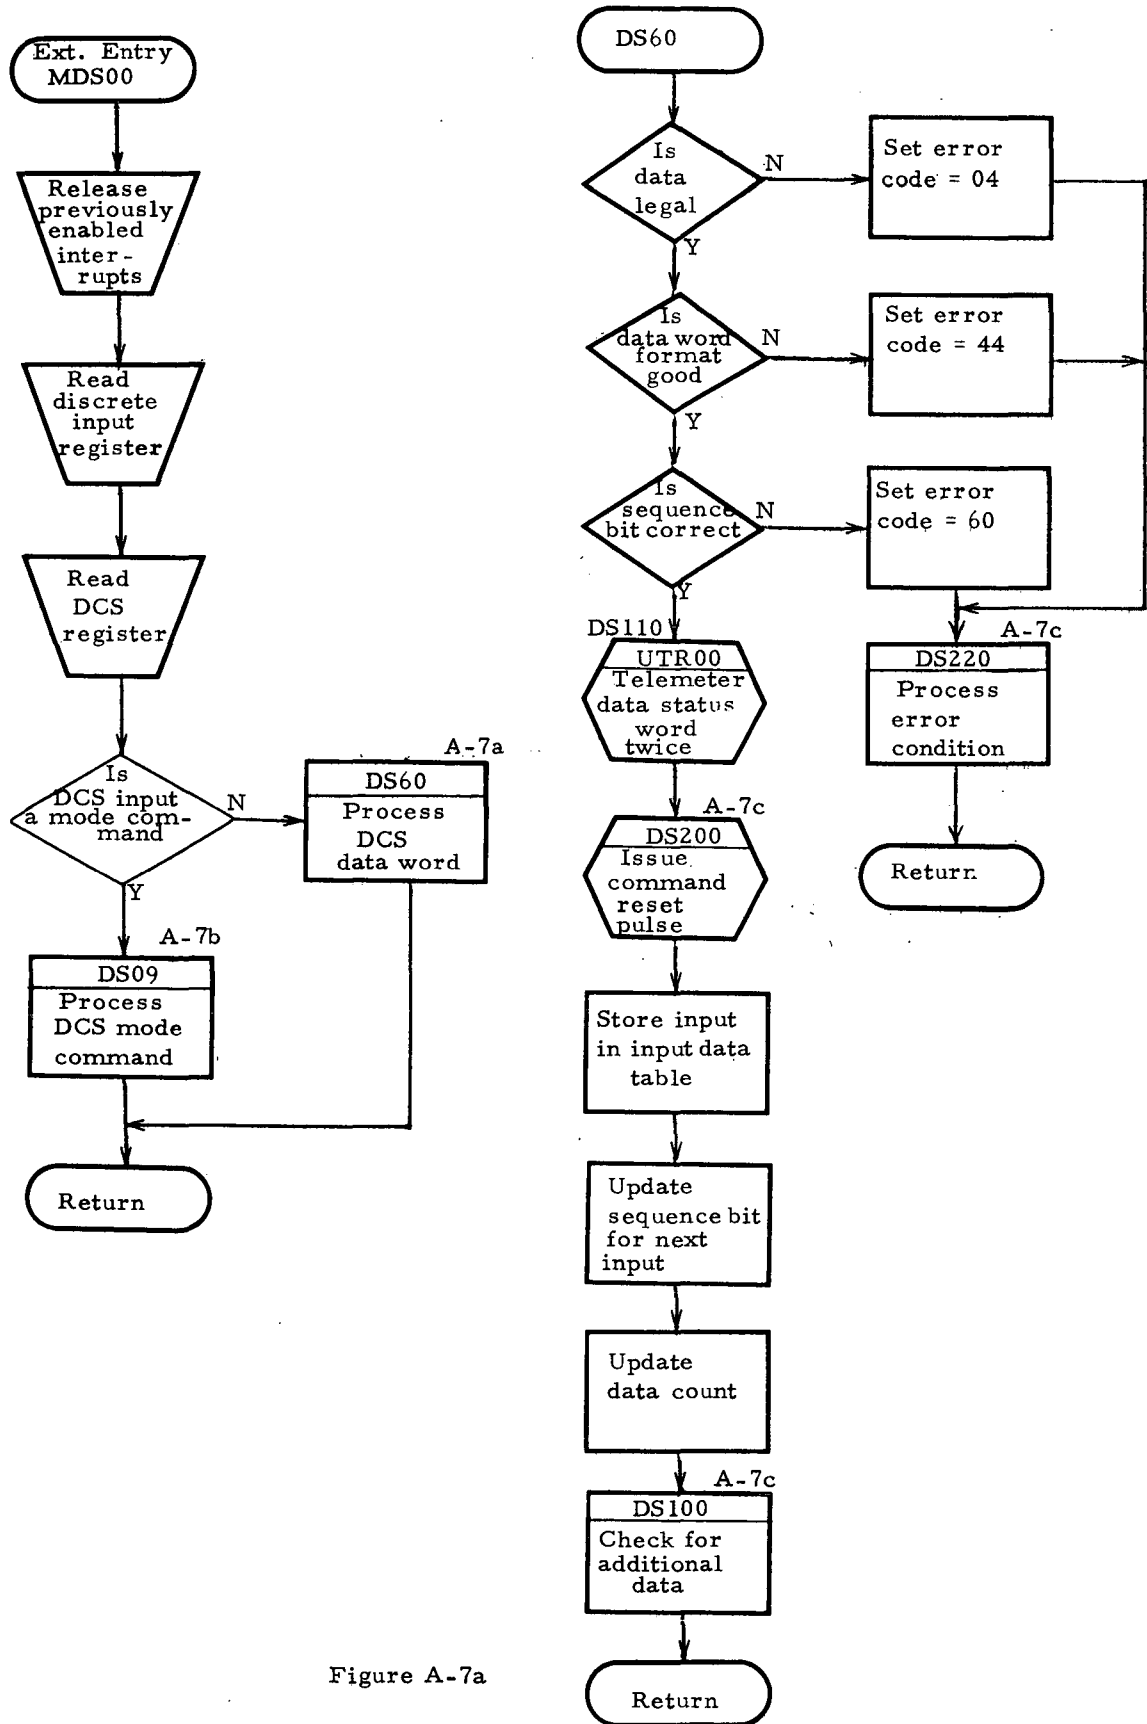 Ext. Entry
MDS00
Release
previously
enabled
inter-
rupts
Read
discrete
input
register
Read
DCS
register
Is
DCS input
a mode com-
mand
N
Y
A-7a
DS60
Process
DCS
data word
A-7b
DS09
Process
DCS mode
command
Return
DS60
Is
data
legal
N
Y
Set error
code = 04
Is
data word
format
good
N
Y
Set error
code = 44
Is
sequence
bit correct
N
Y
Set error
code = 60
A-7c
DS220
Process
error
condition
Return
DS110
UTR00
Telemeter
data status
word
twice
A-7c
DS200
Issue
command
reset
pulse
Store input
in input data
table
Update
sequence bit
for next
input
Update
data count
A-7c
DS100
Check for
additional
data
Return
Figure A-7a